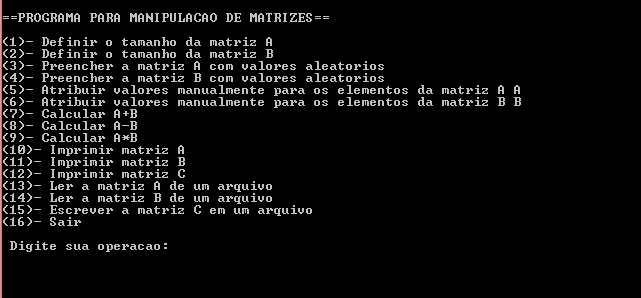 ==PROGRAMA PARA MANIPULACAO DE MATRIZES==
(1)- Definir o tamanho da matriz A
(2)- Definir o tamanho da matriz B
(3)- Preencher a matriz A com valores aleatorios
(4)- Preencher a matriz B com valores aleatorios
(5)- Atribuir valores manualmente para os elementos da matriz A A
(6)- Atribuir valores manualmente para os elementos da matriz B B
(7)- Calcular A+B
(8)- Calcular A-B
(9)- Calcular A*B
(10)- Imprimir matriz A
(11)- Imprimir matriz B
(12)- Imprimir matriz C
(13)- Ler a matriz A de um arquivo
(14)- Ler a matriz B de um arquivo
(15)- Escrever a matriz C em um arquivo
(16)- Sair
Digite sua operacao: